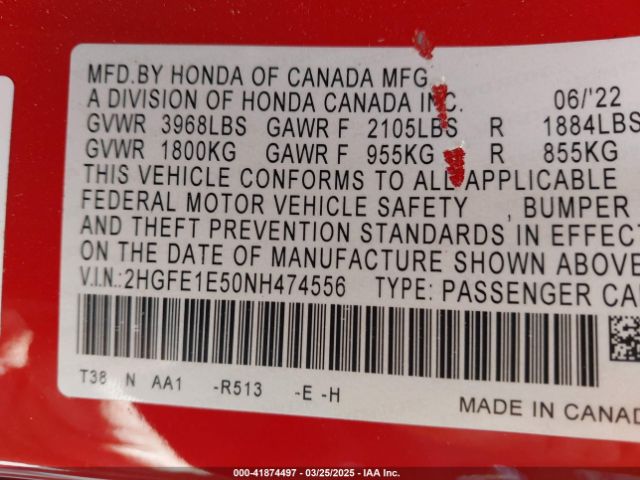 MFD.BY HONDA OF CANADA MFG
A DIVISION OF HONDA CANADA INC. 06/'22
GVWR 3968LBS GAWR F 2105LBS R 1884LBS
GVWR 1800KG GAWR F 955KG R 855KG
THIS VEHICLE CONFORMS TO ALL APPLICABLE
FEDERAL MOTOR VEHICLE SAFETY , BUMPER
AND THEFT PREVENTION STANDARDS IN EFFECT
ON THE DATE OF MANUFACTURE SHOWN ABOVE
V.I.N.:2HGFE1E50NH474556 TYPE: PASSENGER CA
T38 N AA1 -R513 -E -H
MADE IN CANAD
000-41874497 - 03/25/2025 - IAA Inc.